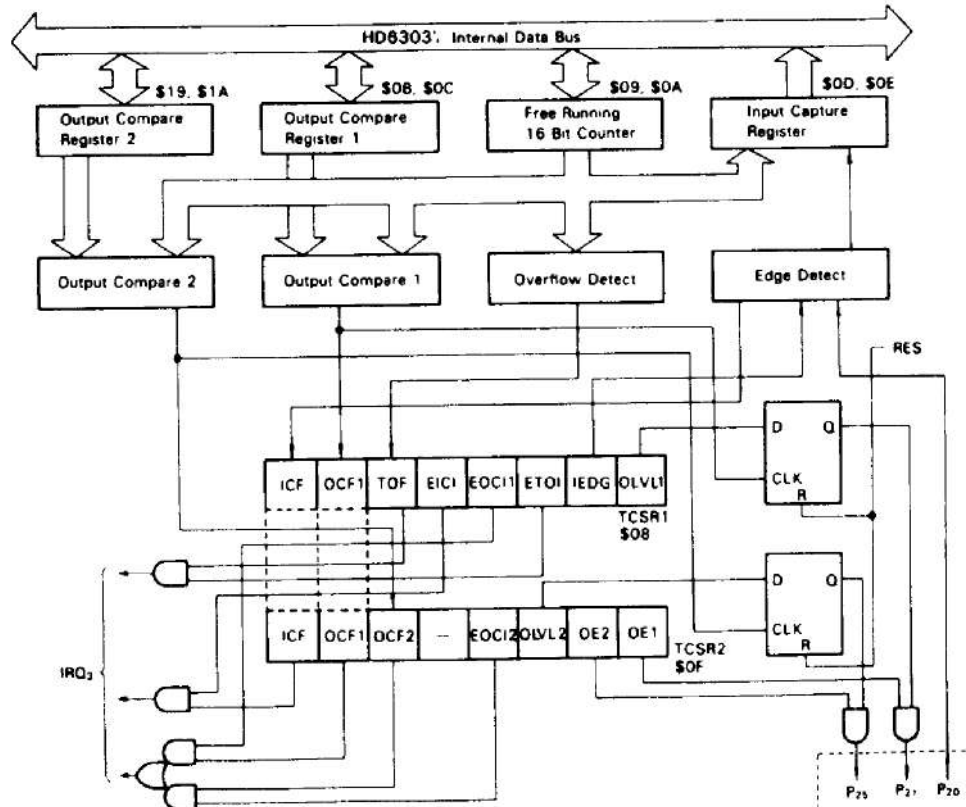 HD6303', Internal Data Bus
$19, $1A
$0B, $0C
$09, $0A
$0D, $0E
Output Compare
Register 2
Output Compare
Register 1
Free Running
16 Bit Counter
Input Capture
Register
Output Compare 2
Output Compare 1
Overflow Detect
Edge Detect
RES
D Q
CLK
R
ICF OCF1 TOF EICI EOCI1 ETOI IEDG OLVL1
TCSR1
$08
D Q
CLK
R
ICF OCF1 OCF2 — EOCI2 OLVL2 OE2 OE1
TCSR2
$0F
IRQ₃
P₂₅ P₂₁ P₂₀